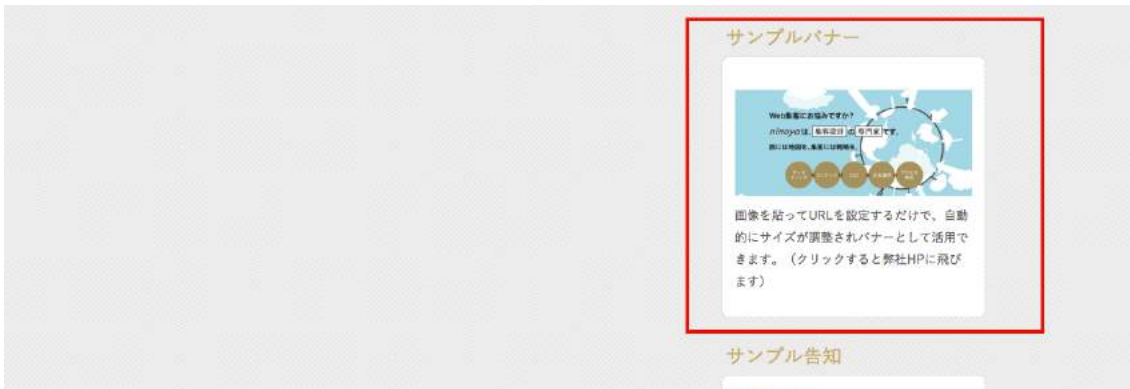 サンプルバナー
Web集客にお悩みですか?
ninoyaは、集客設計の専門家です。
旅には地図を、集客には戦略を。
画像を貼ってURLを設定するだけで、自動
的にサイズが調整されバナーとして活用で
きます。（クリックすると弊社HPに飛び
ます）
サンプル告知